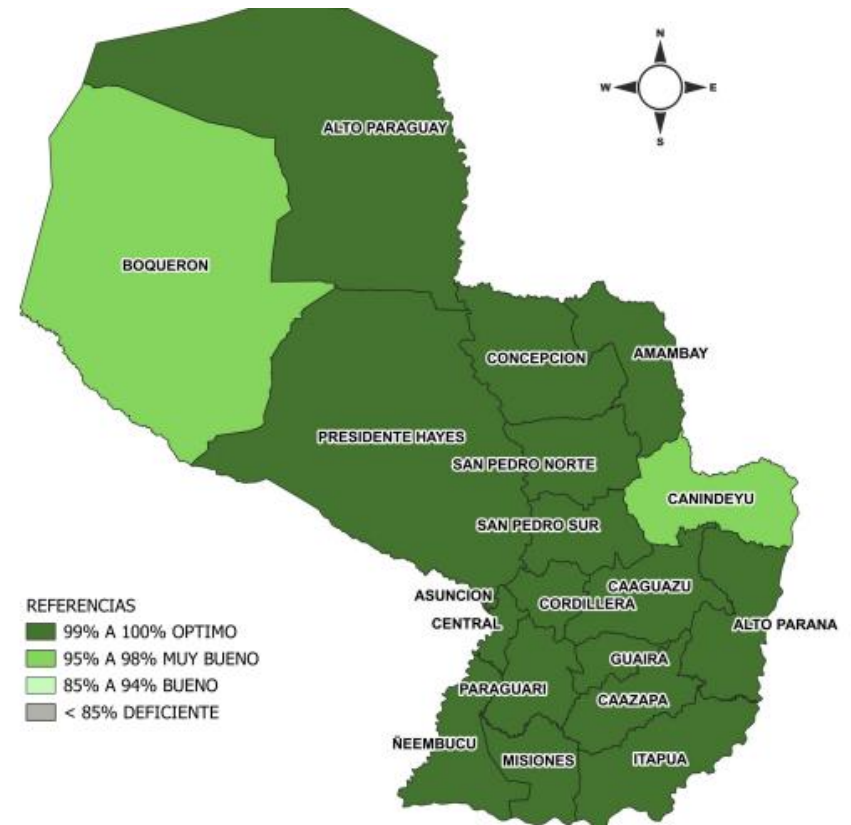 N
W
E
S
ALTO PARAGUAY
BOQUERON
CONCEPCION
AMAMBAY
PRESIDENTE HAYES
SAN PEDRO NORTE
CANINDEYU
SAN PEDRO SUR
CAAGUAZU
ASUNCION
CORDILLERA
CENTRAL
ALTO PARANA
GUAIRA
PARAGUARI
CAAZAPA
ÑEEMBUCU
MISIONES
ITAPUA
REFERENCIAS
99% A 100% OPTIMO
95% A 98% MUY BUENO
85% A 94% BUENO
< 85% DEFICIENTE